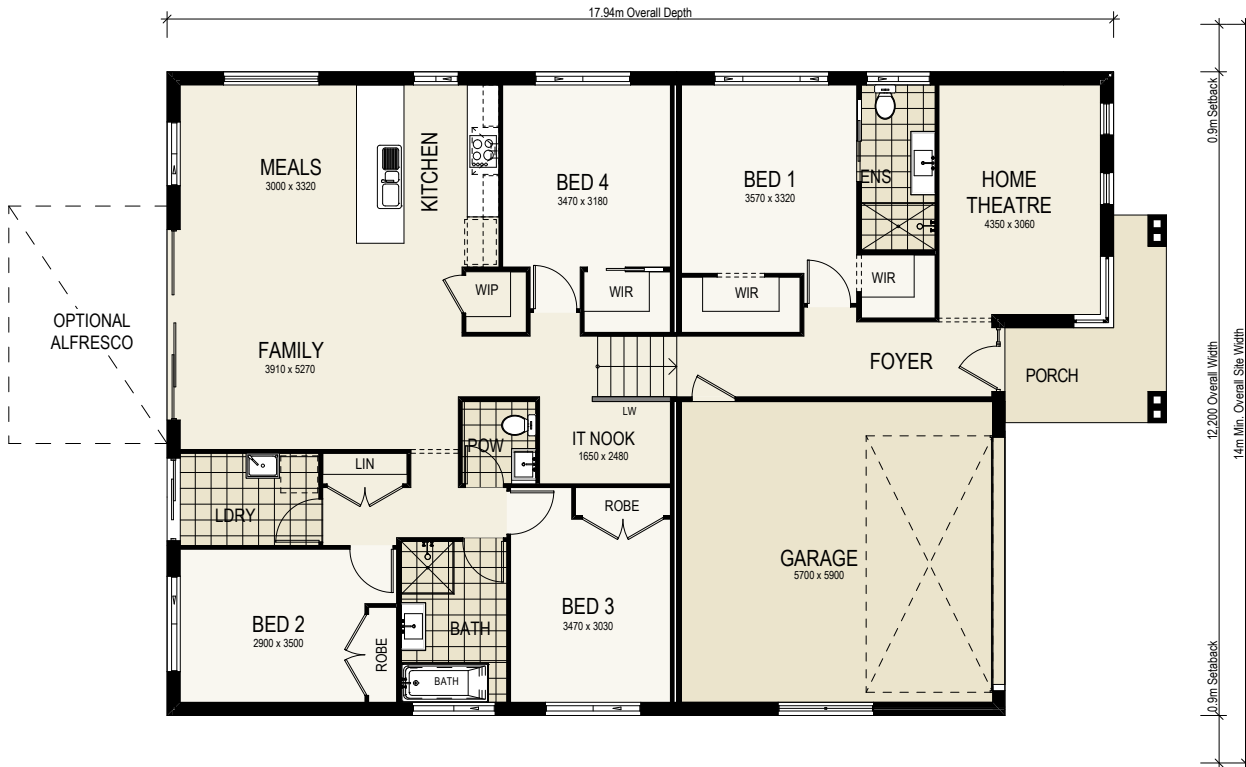 17.94m Overall Depth
MEALS
3000 x 3320
KITCHEN
BED 4
3470 x 3180
BED 1
3570 x 3320
ENS
HOME
THEATRE
4350 x 3060
0.9m Setback
WIP
WIR
WIR
WIR
OPTIONAL
ALFRESCO
FAMILY
3910 x 5270
FOYER
PORCH
12,200 Overall Width
14m Min. Overall Site Width
LW
POW
IT NOOK
1650 x 2480
LIN
LDRY
ROBE
GARAGE
5700 x 5900
BED 2
2900 x 3500
ROBE
BATH
BATH
BED 3
3470 x 3030
0.9m Setaback